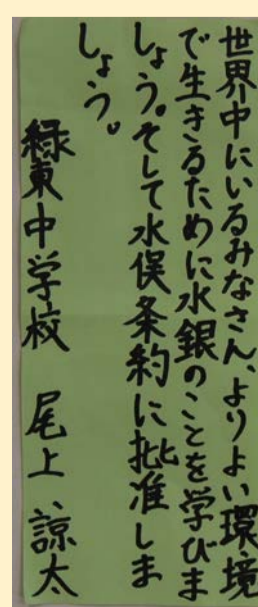 世界中にいるみなさん、よりよい環境
で生きるために水銀のことを学びま
しょう。そして水俣条約に批准しま
しょう。
緑東中学校 尾上 諒太